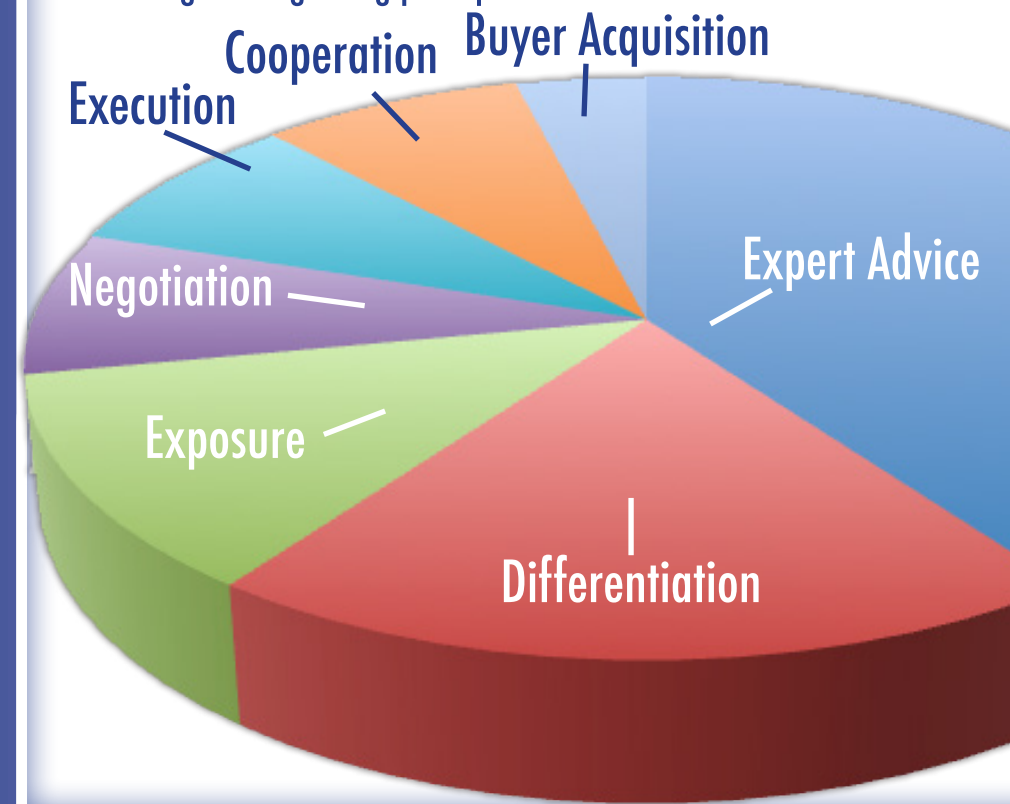 Buyer Acquisition
Cooperation
Execution
Expert Advice
Negotiation
Exposure
Differentiation